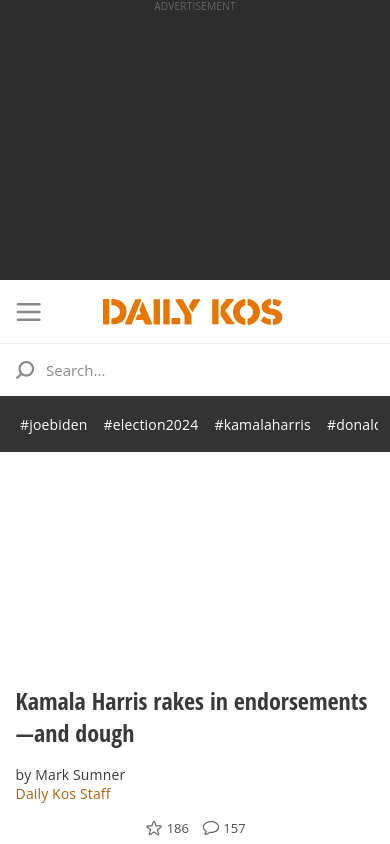 ADVERTISEMENT
DAILY KOS
Search...
#joebiden #election2024 #kamalaharris #donald
Kamala Harris rakes in endorsements
—and dough
by Mark Sumner
Daily Kos Staff
186 157